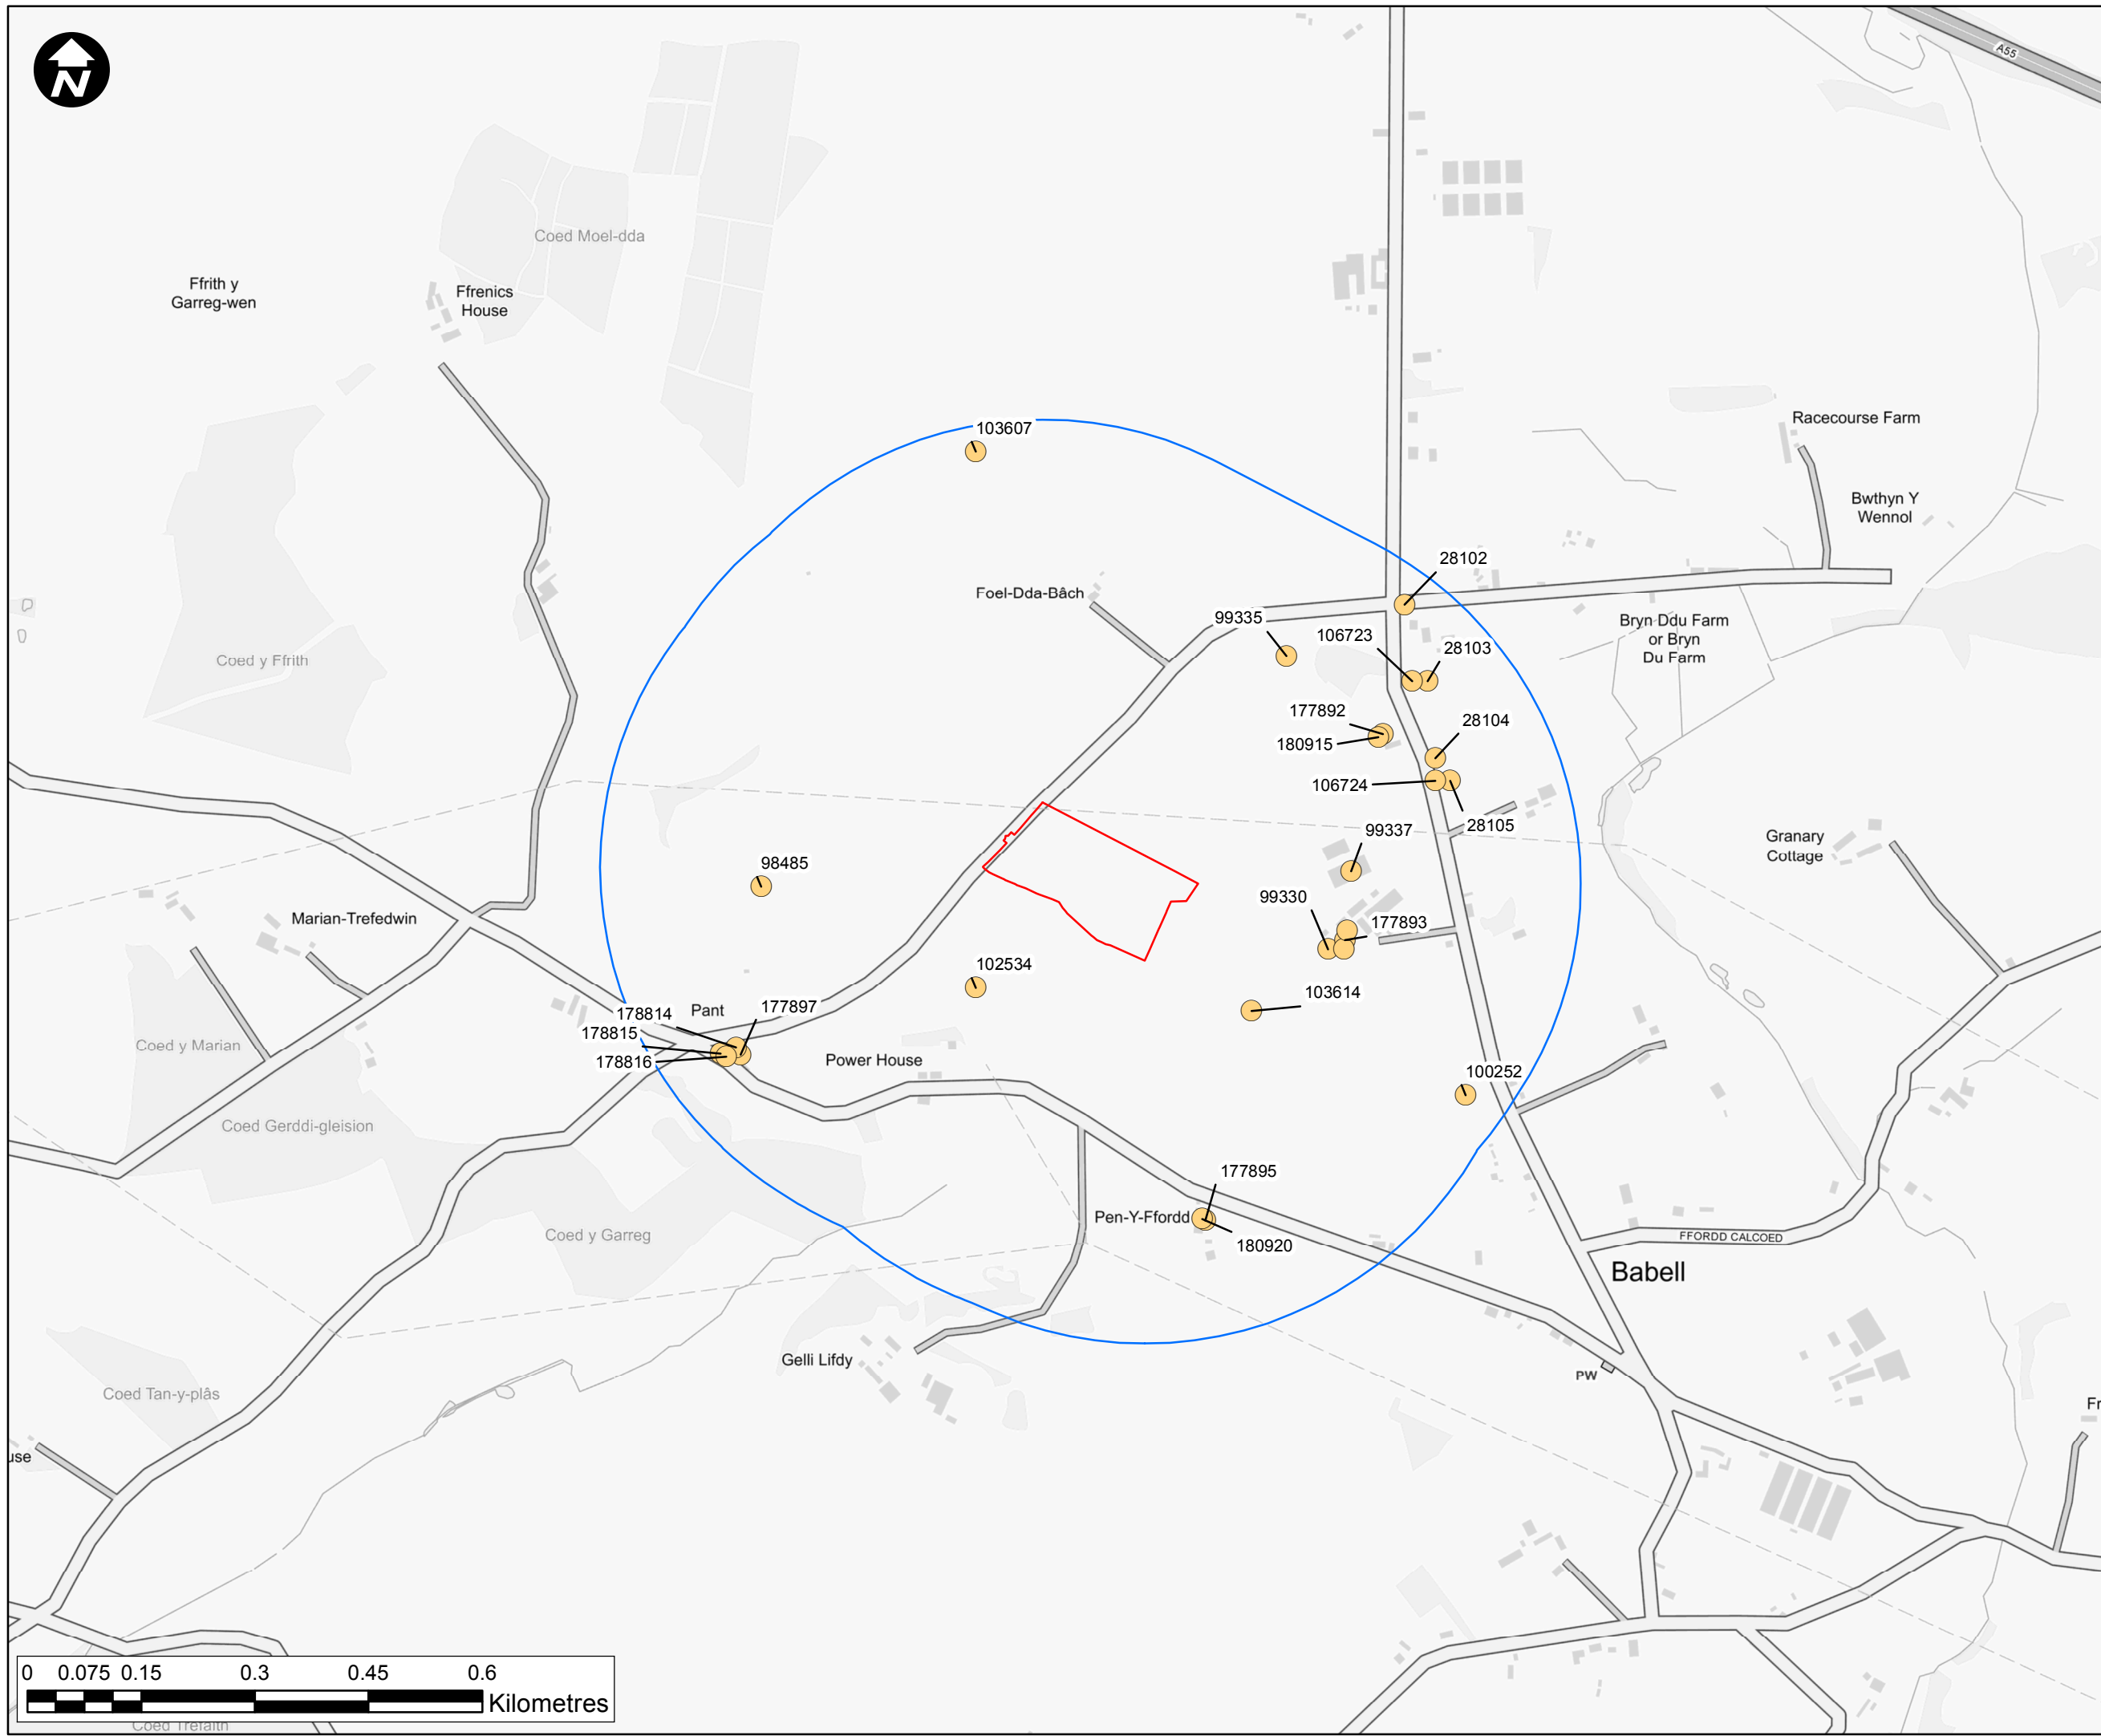 N
A55
Coed Moel-dda
Ffrith y
Garreg-wen
Ffrenics
House
103607
Racecourse Farm
Bwthyn Y
Wennol
28102
Foel-Dda-Bâch
99335
106723
28103
Bryn Ddu Farm
or Bryn
Du Farm
Coed y Ffrith
177892
28104
180915
106724
28105
99337
Granary
Cottage
98485
99330
177893
Marian-Trefedwin
102534
103614
Pant
177897
178814
178815
178816
Coed y Marian
Power House
100252
Coed Gerddi-gleision
177895
Pen-Y-Ffordd
Coed y Garreg
180920
FFORDD CALCOED
Babell
Gelli Lifdy
PW
Coed Tan-y-plâs
Fr
use
0 0.075 0.15 0.3 0.45 0.6
Kilometres
Coed Trefaith